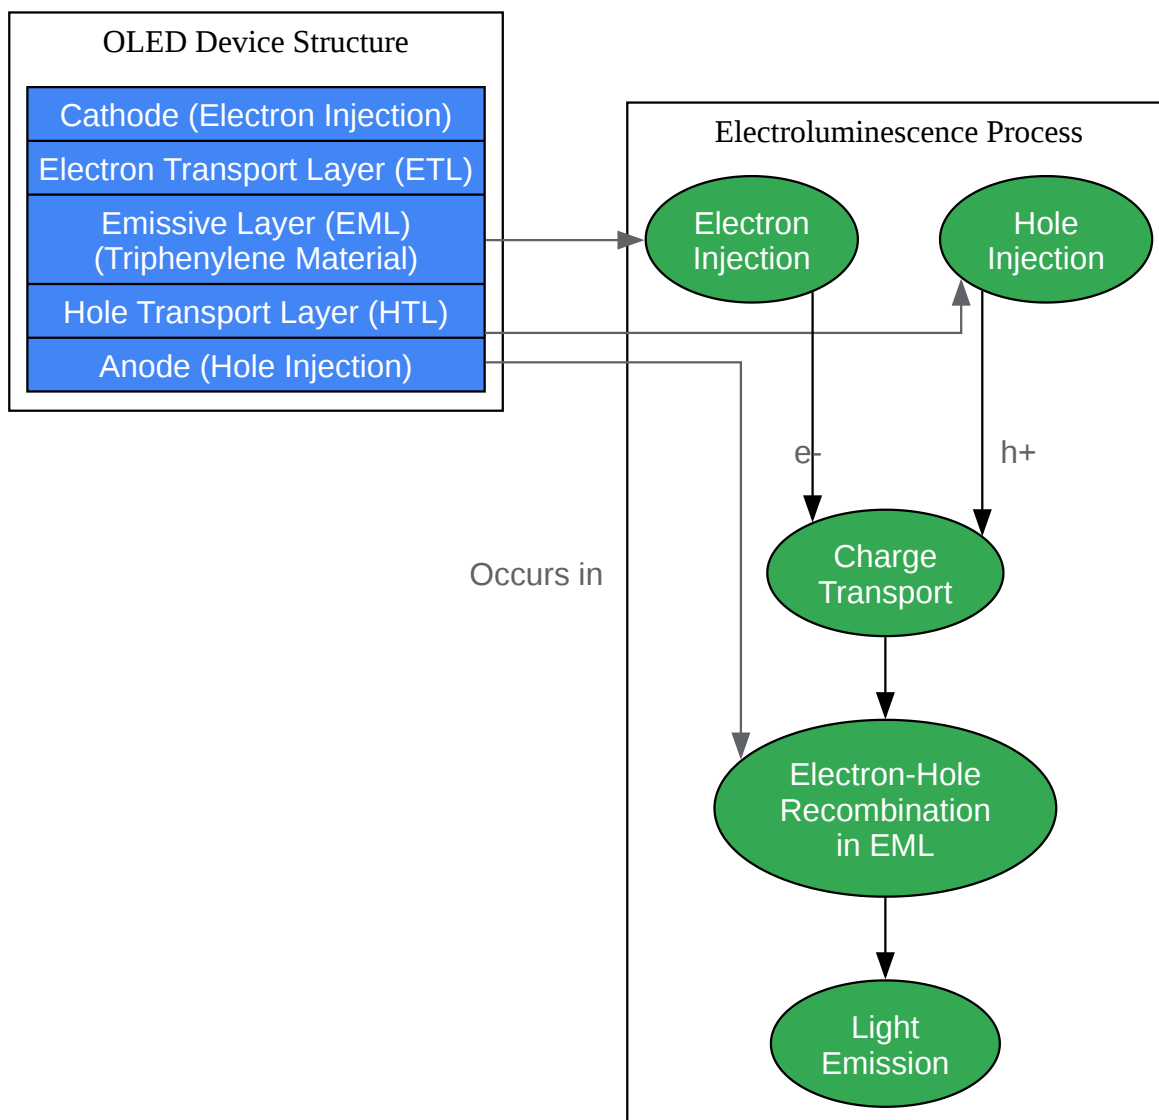 OLED Device Structure
Cathode (Electron Injection)
Electron Transport Layer (ETL)
Emissive Layer (EML)
(Triphenylene Material)
Hole Transport Layer (HTL)
Anode (Hole Injection)
Electroluminescence Process
Electron
Injection
Hole
Injection
e-
h+
Charge
Transport
Occurs in
Electron-Hole
Recombination
in EML
Light
Emission